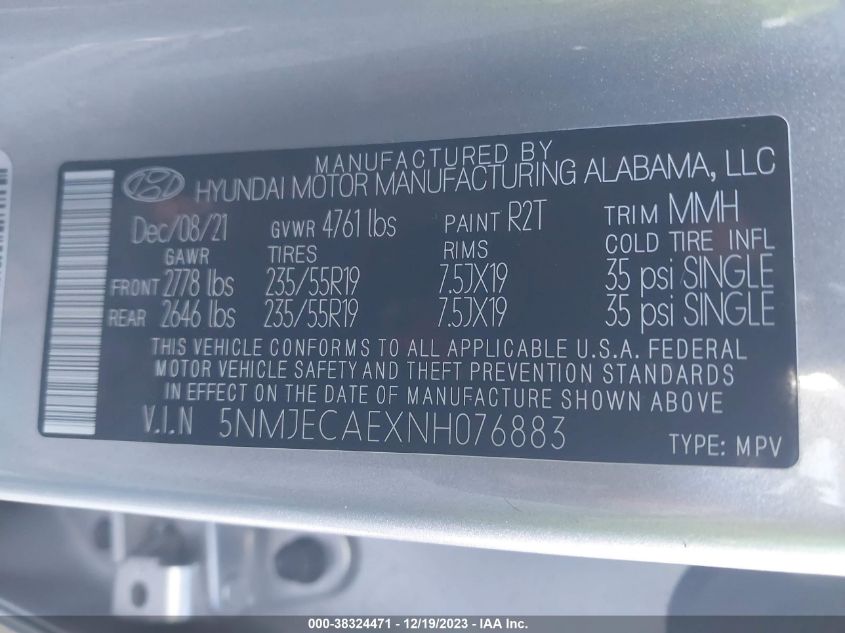 MANUFACTURED BY
HYUNDAI MOTOR MANUFACTURING ALABAMA, LLC
Dec/08/21 GVWR 4761 lbs PAINT R2T TRIM MMH
GAWR TIRES RIMS COLD TIRE INFL
FRONT 2778 lbs 235/55R19 7.5JX19 35 psi SINGLE
REAR 2646 lbs 235/55R19 7.5JX19 35 psi SINGLE
THIS VEHICLE CONFORMS TO ALL APPLICABLE U.S.A. FEDERAL
MOTOR VEHICLE SAFETY AND THEFT PREVENTION STANDARDS
IN EFFECT ON THE DATE OF MANUFACTURE SHOWN ABOVE
V.I.N 5NMJECAEXNH076883 TYPE: MPV
000-38324471 - 12/19/2023 - IAA Inc.